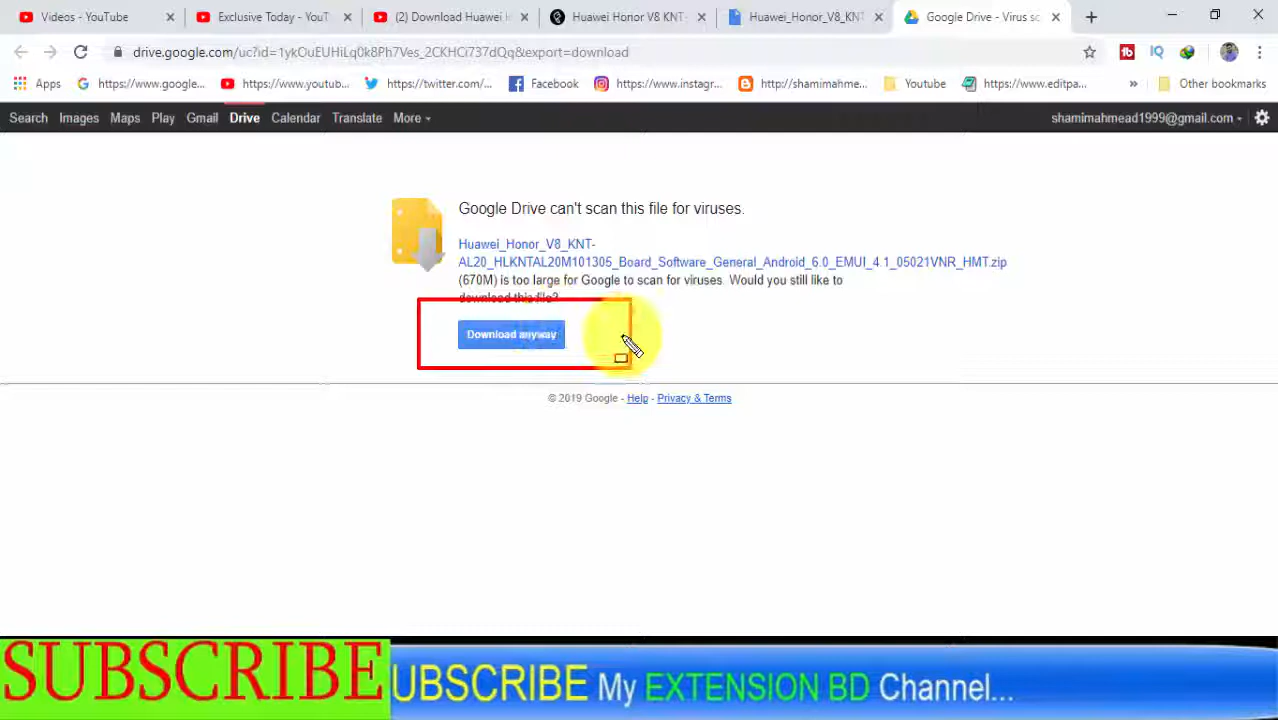 Videos - YouTube
Exclusive Today - YouT
(2) Download Huawei H
Huawei Honor V8 KNT-
Huawei_Honor_V8_KNT
Google Drive - Virus sc
drive.google.com/uc?id=1ykOuEUHiLq0k8Ph7Ves_2CKHCi737dQq&export=download
Apps
https://www.google...
https://www.youtub...
https://twitter.com/...
Facebook
https://www.instagr...
http://shamimahme...
Youtube
https://www.editpa...
Other bookmarks
Search Images Maps Play Gmail Drive Calendar Translate More
shamimahmead1999@gmail.com
Google Drive can't scan this file for viruses.
Huawei_Honor_V8_KNT-
AL20_HLKNTAL20M101305_Board_Software_General_Android_6.0_EMUI_4.1_05021VNR_HMT.zip
(670M) is too large for Google to scan for viruses. Would you still like to
download this file?
Download anyway
© 2019 Google - Help - Privacy & Terms
SUBSCRIBE
UBSCRIBE My EXTENSION BD Channel...